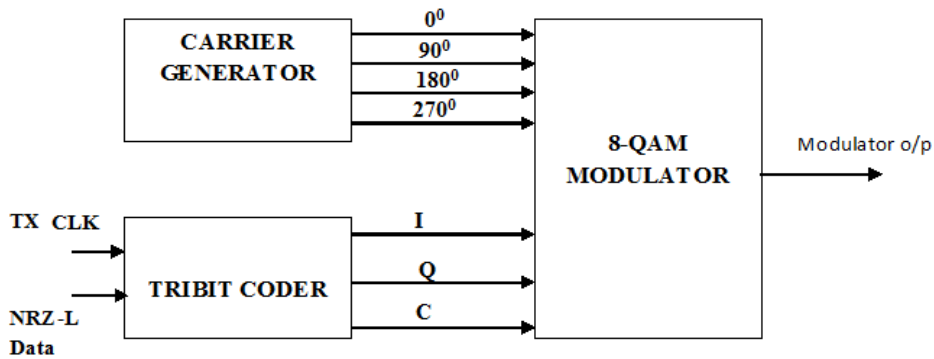 CARRIER
GENERATOR
0⁰
90⁰
180⁰
270⁰
8-QAM
MODULATOR
Modulator o/p
TX CLK
NRZ-L
Data
TRIBIT CODER
I
Q
C